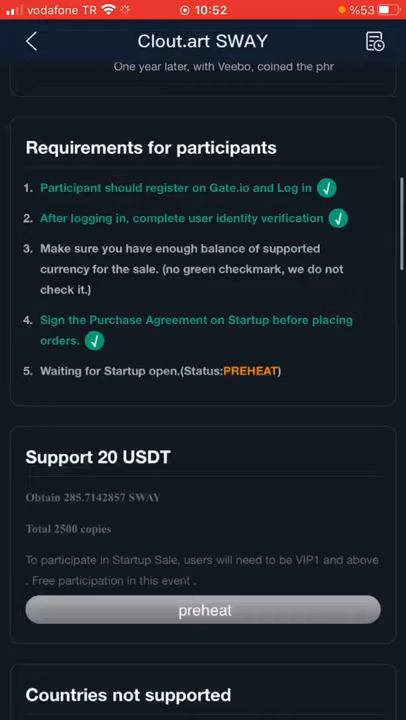 vodafone TR 10:52 %53
Clout.art SWAY
One year later, with Veebo, coined the phr
Requirements for participants
1. Participant should register on Gate.io and Log in
2. After logging in, complete user identity verification
3. Make sure you have enough balance of supported
currency for the sale. (no green checkmark, we do not
check it.)
4. Sign the Purchase Agreement on Startup before placing
orders.
5. Waiting for Startup open.(Status:PREHEAT)
Support 20 USDT
Obtain 285.7142857 SWAY
Total 2500 copies
To participate in Startup Sale, users will need to be VIP1 and above
. Free participation in this event .
preheat
Countries not supported